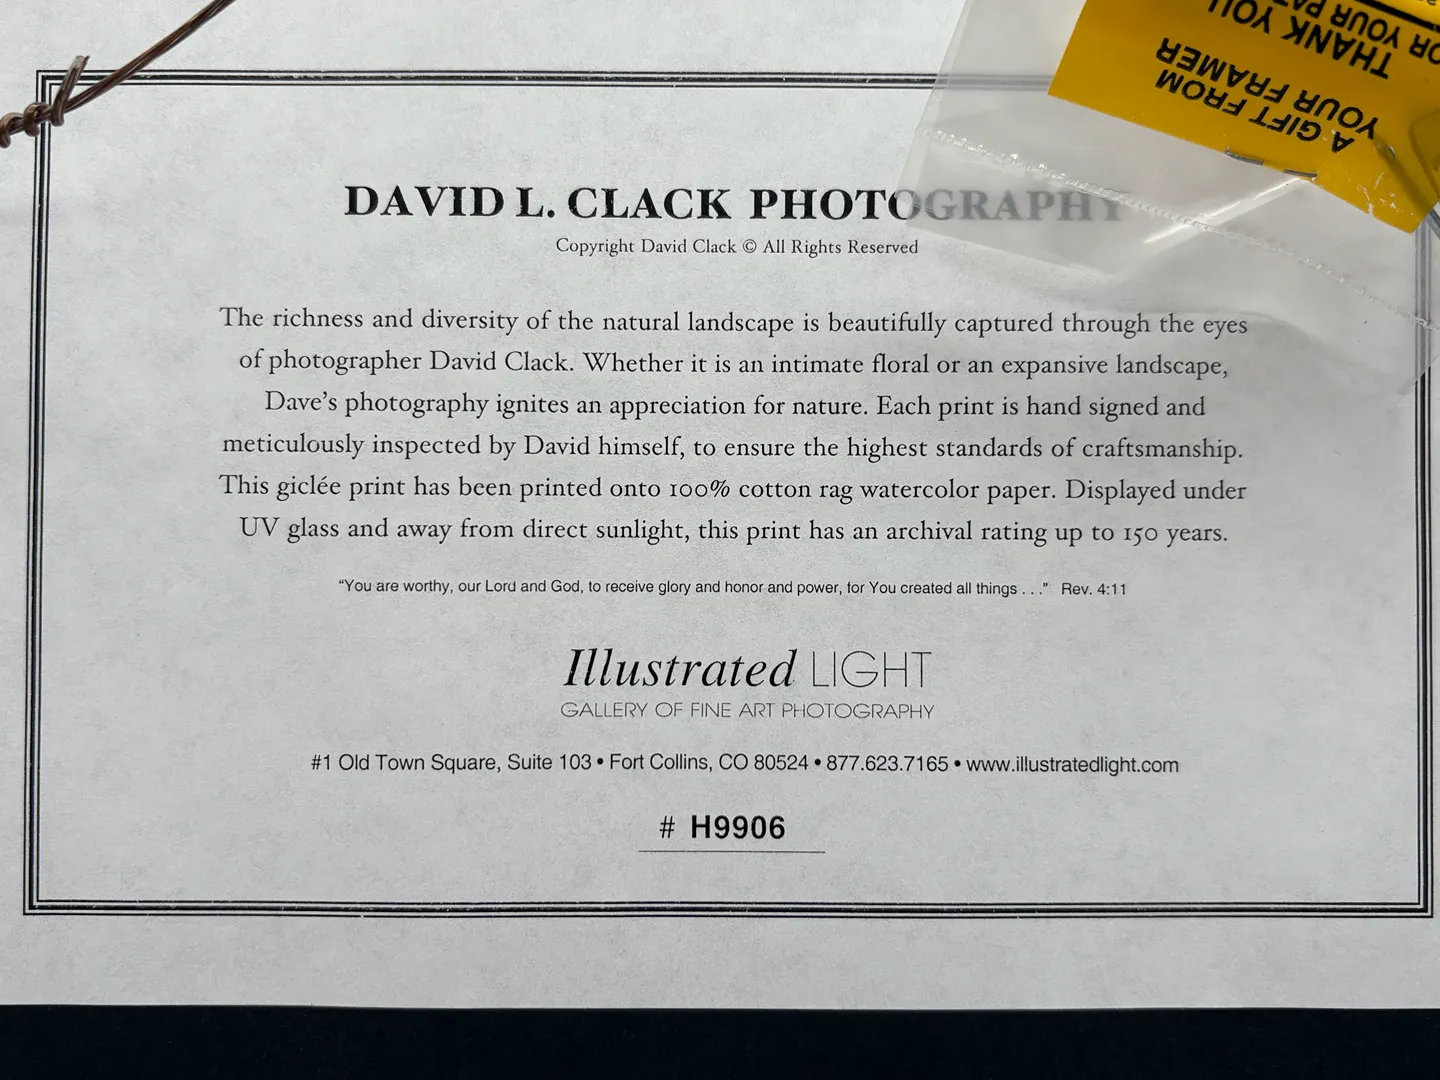 DAVID L. CLACK PHOTOGRAPHY
Copyright David Clack © All Rights Reserved
The richness and diversity of the natural landscape is beautifully captured through the eyes
of photographer David Clack. Whether it is an intimate floral or an expansive landscape,
Dave's photography ignites an appreciation for nature. Each print is hand signed and
meticulously inspected by David himself, to ensure the highest standards of craftsmanship.
This giclée print has been printed onto 100% cotton rag watercolor paper. Displayed under
UV glass and away from direct sunlight, this print has an archival rating up to 150 years.
“You are worthy, our Lord and God, to receive glory and honor and power, for You created all things . . .” Rev. 4:11
Illustrated LIGHT
GALLERY OF FINE ART PHOTOGRAPHY
#1 Old Town Square, Suite 103 • Fort Collins, CO 80524 • 877.623.7165 • www.illustratedlight.com
# H9906
A GIFT FROM
YOUR FRAMER
THANK YOU
YOUR